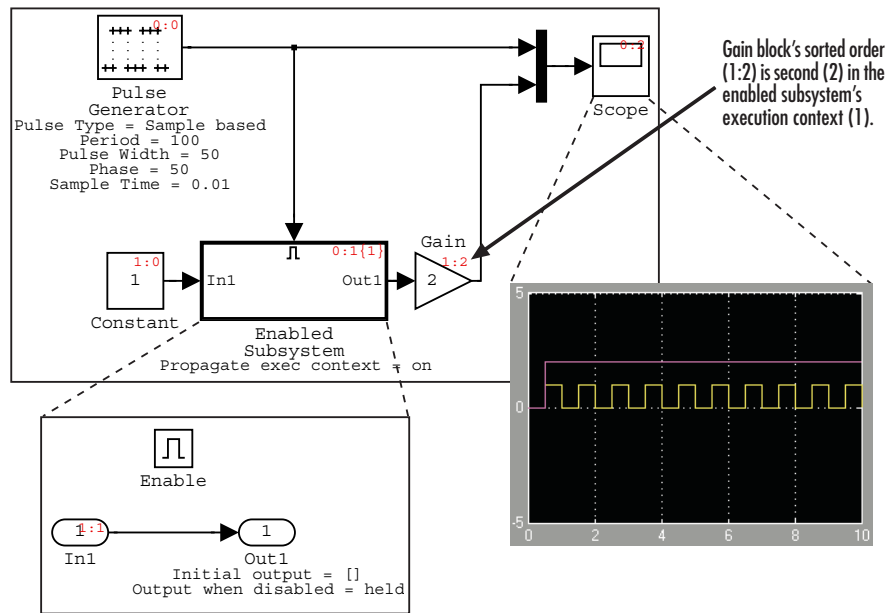 0:0
Pulse
Generator
Pulse Type = Sample based
Period = 100
Pulse Width = 50
Phase = 50
Sample Time = 0.01
0:2
Scope
Gain block's sorted order
(1:2) is second (2) in the
enabled subsystem's
execution context (1).
1:0
1
Constant
0:1{1}
In1
Out1
Enabled
Subsystem
Propagate exec context = on
Gain
1:2
2
5
0
-5
0
2
4
6
8
10
Enable
1
1:1
In1
1
Out1
Initial output = []
Output when disabled = held